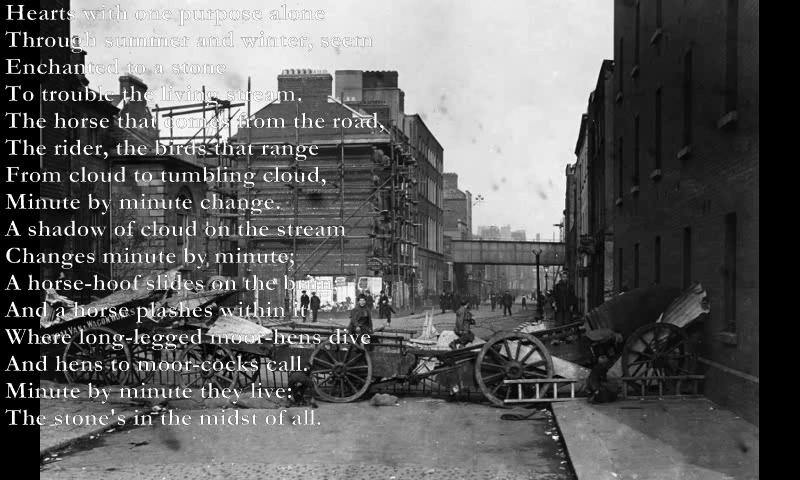 Hearts with one purpose alone
Through summer and winter, seem
Enchanted to a stone
To trouble the living stream.
The horse that comes from the road,
The rider, the birds that range
From cloud to tumbling cloud,
Minute by minute change.
A shadow of cloud on the stream
Changes minute by minute;
A horse-hoof slides on the brim;
And a horse plashes within it
Where long-legged moor-hens dive
And hens to moor-cocks call.
Minute by minute they live:
The stone's in the midst of all.